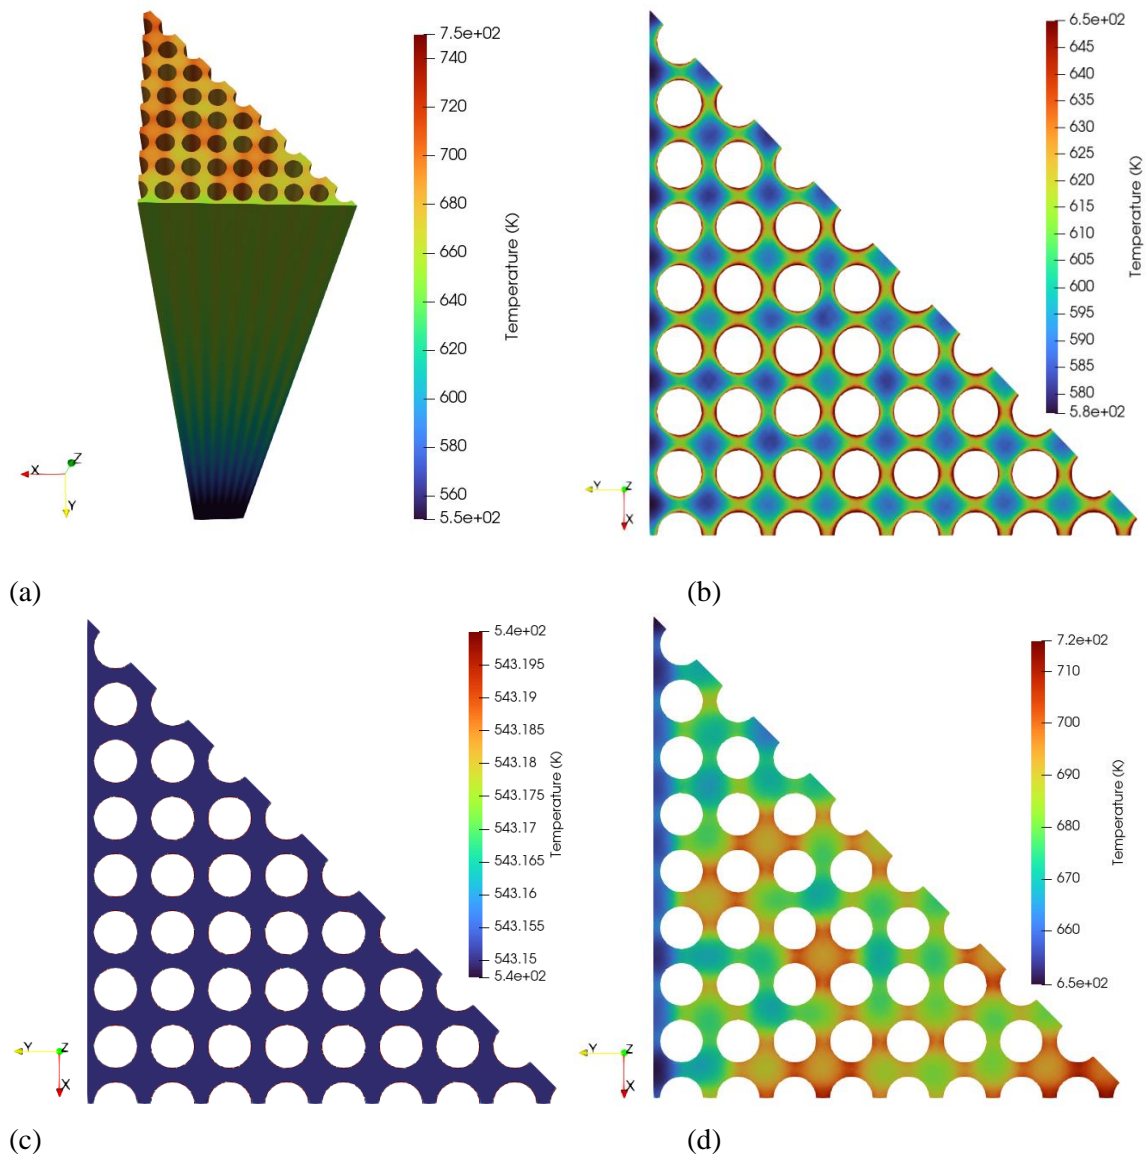 7.5e+02
740
720
700
680
660
640
620
600
580
560
5.5e+02
Temperature (K)
X
Z
Y
6.5e+02
645
640
635
630
625
620
615
610
605
600
595
590
585
580
5.8e+02
Temperature (K)
Y
Z
X
(a)
(b)
5.4e+02
543.195
543.19
543.185
543.18
543.175
543.17
543.165
543.16
543.155
543.15
5.4e+02
Temperature (K)
Y
Z
X
7.2e+02
710
700
690
680
670
660
6.5e+02
Temperature (K)
Y
Z
X
(c)
(d)